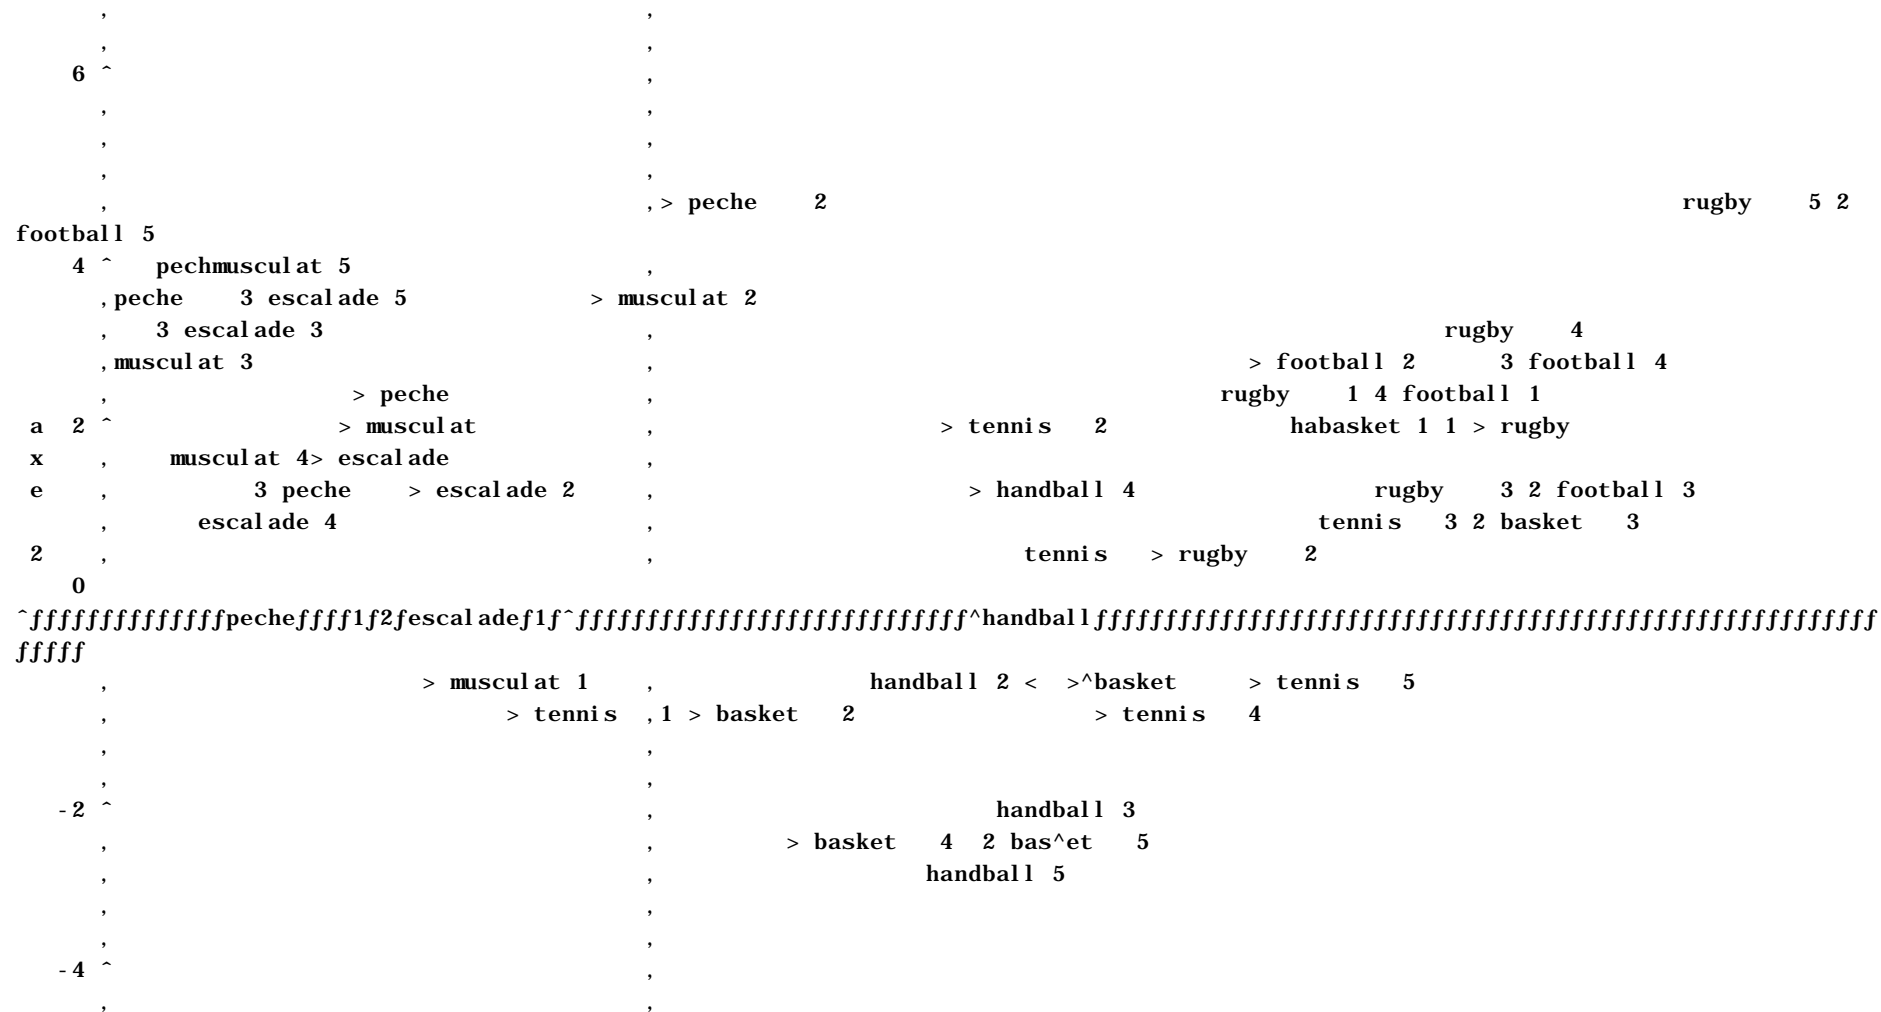 , ,
, ,
6 ^ ,
, ,
, ,
, ,
, ,> peche 2 rugby 5 2
football 5
4 ^ pechmusculat 5 ,
,peche 3 escalade 5 > musculat 2
, 3 escalade 3 , rugby 4
,musculat 3 , > football 2 3 football 4
, > peche , rugby 1 4 football 1
a 2 ^ > musculat , > tennis 2 habasket 1 1 > rugby
x , musculat 4> escalade ,
e , 3 peche > escalade 2 , > handball 4 rugby 3 2 football 3
, escalade 4 , tennis 3 2 basket 3
2 , , tennis > rugby 2
0
^ƒƒƒƒƒƒƒƒƒƒƒƒƒƒpecheƒƒƒƒ1ƒ2ƒescaladeƒ1ƒ^ƒƒƒƒƒƒƒƒƒƒƒƒƒƒƒƒƒƒƒƒƒƒƒƒƒƒƒƒ^handballƒƒƒƒƒƒƒƒƒƒƒƒƒƒƒƒƒƒƒƒƒƒƒƒƒƒƒƒƒƒƒƒƒƒƒƒƒƒƒƒƒƒƒƒƒƒƒƒƒƒƒƒƒƒƒƒ
ƒƒƒƒƒ
, > musculat 1 , handball 2 < >^basket > tennis 5
, > tennis ,1 > basket 2 > tennis 4
, ,
, ,
-2 ^ , handball 3
, , > basket 4 2 bas^et 5
, , handball 5
, ,
, ,
-4 ^ ,
, ,